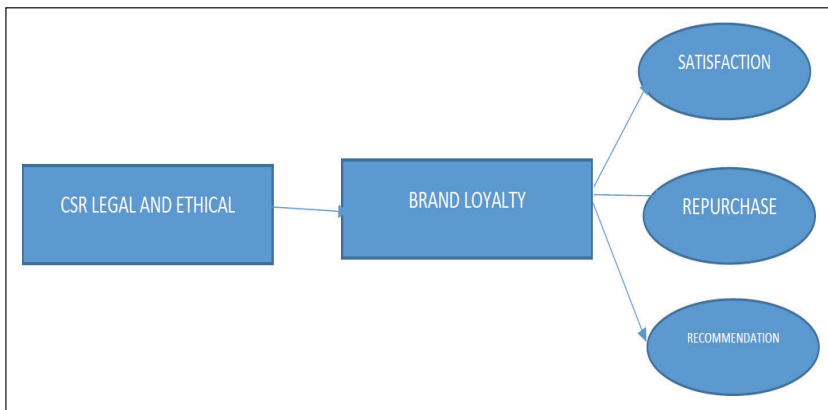 SATISFACTION
CSR LEGAL AND ETHICAL
BRAND LOYALTY
REPURCHASE
RECOMMENDATION